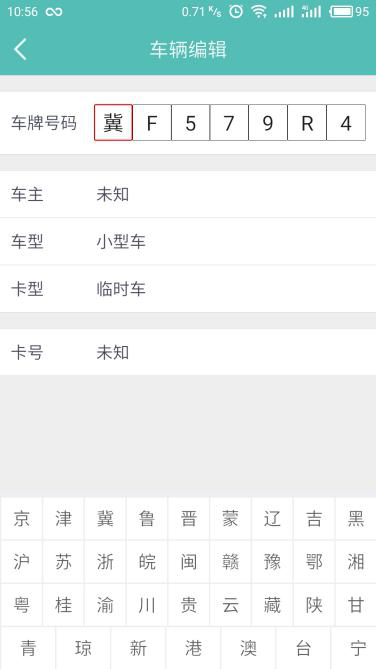 10:56 0.71 K/s 4G 95
车辆编辑
车牌号码 冀 F 5 7 9 R 4
车主 未知
车型 小型车
卡型 临时车
卡号 未知
京 津 冀 鲁 晋 蒙 辽 吉 黑
沪 苏 浙 皖 闽 赣 豫 鄂 湘
粤 桂 渝 川 贵 云 藏 陕 甘
青 琼 新 港 澳 台 宁